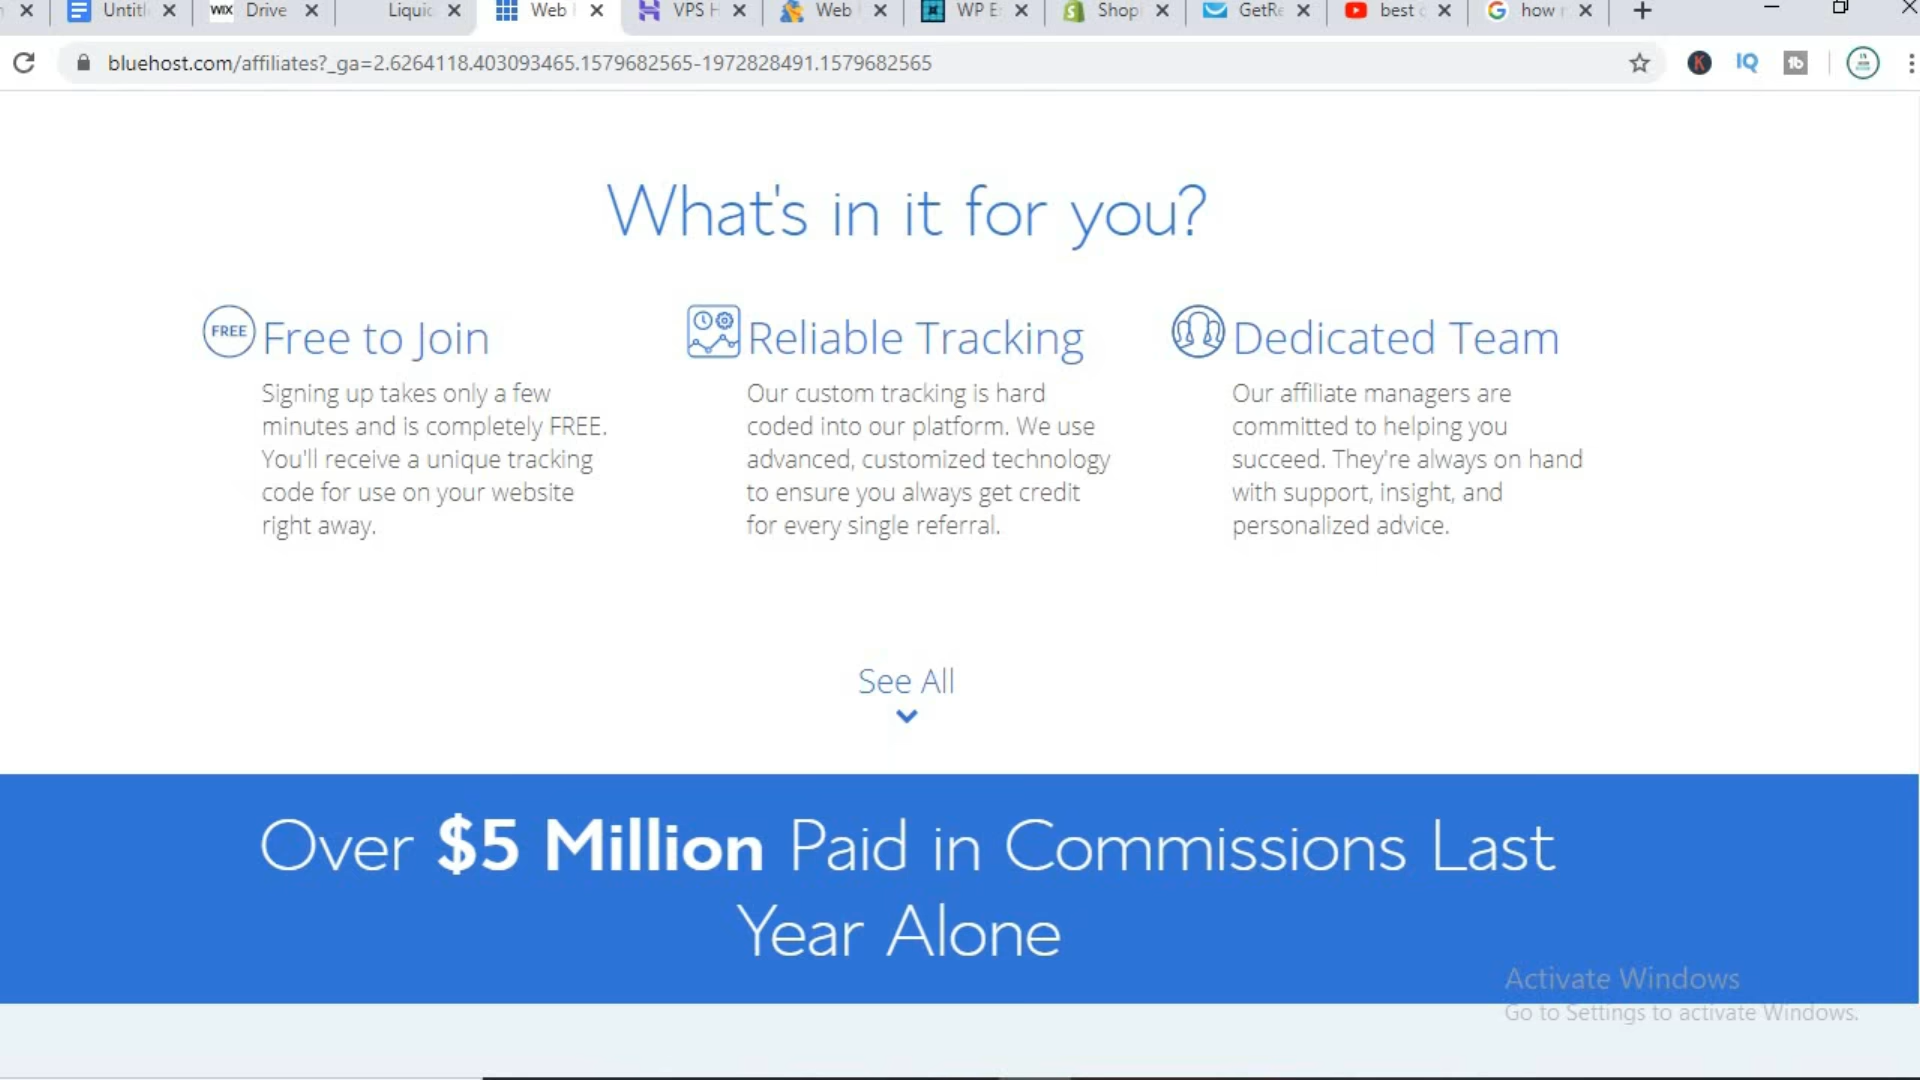 Untitl
WIX Drive
Liquic
Web
VPS H
Web
WP E
Shop
GetRe
best
how
bluehost.com/affiliates?_ga=2.6264118.403093465.1579682565-1972828491.1579682565
K
IQ
tb
What's in it for you?
FREE Free to Join
Signing up takes only a few
minutes and is completely FREE.
You'll receive a unique tracking
code for use on your website
right away.
Reliable Tracking
Our custom tracking is hard
coded into our platform. We use
advanced, customized technology
to ensure you always get credit
for every single referral.
Dedicated Team
Our affiliate managers are
committed to helping you
succeed. They're always on hand
with support, insight, and
personalized advice.
See All
Over $5 Million Paid in Commissions Last
Year Alone
Activate Windows
Go to Settings to activate Windows.